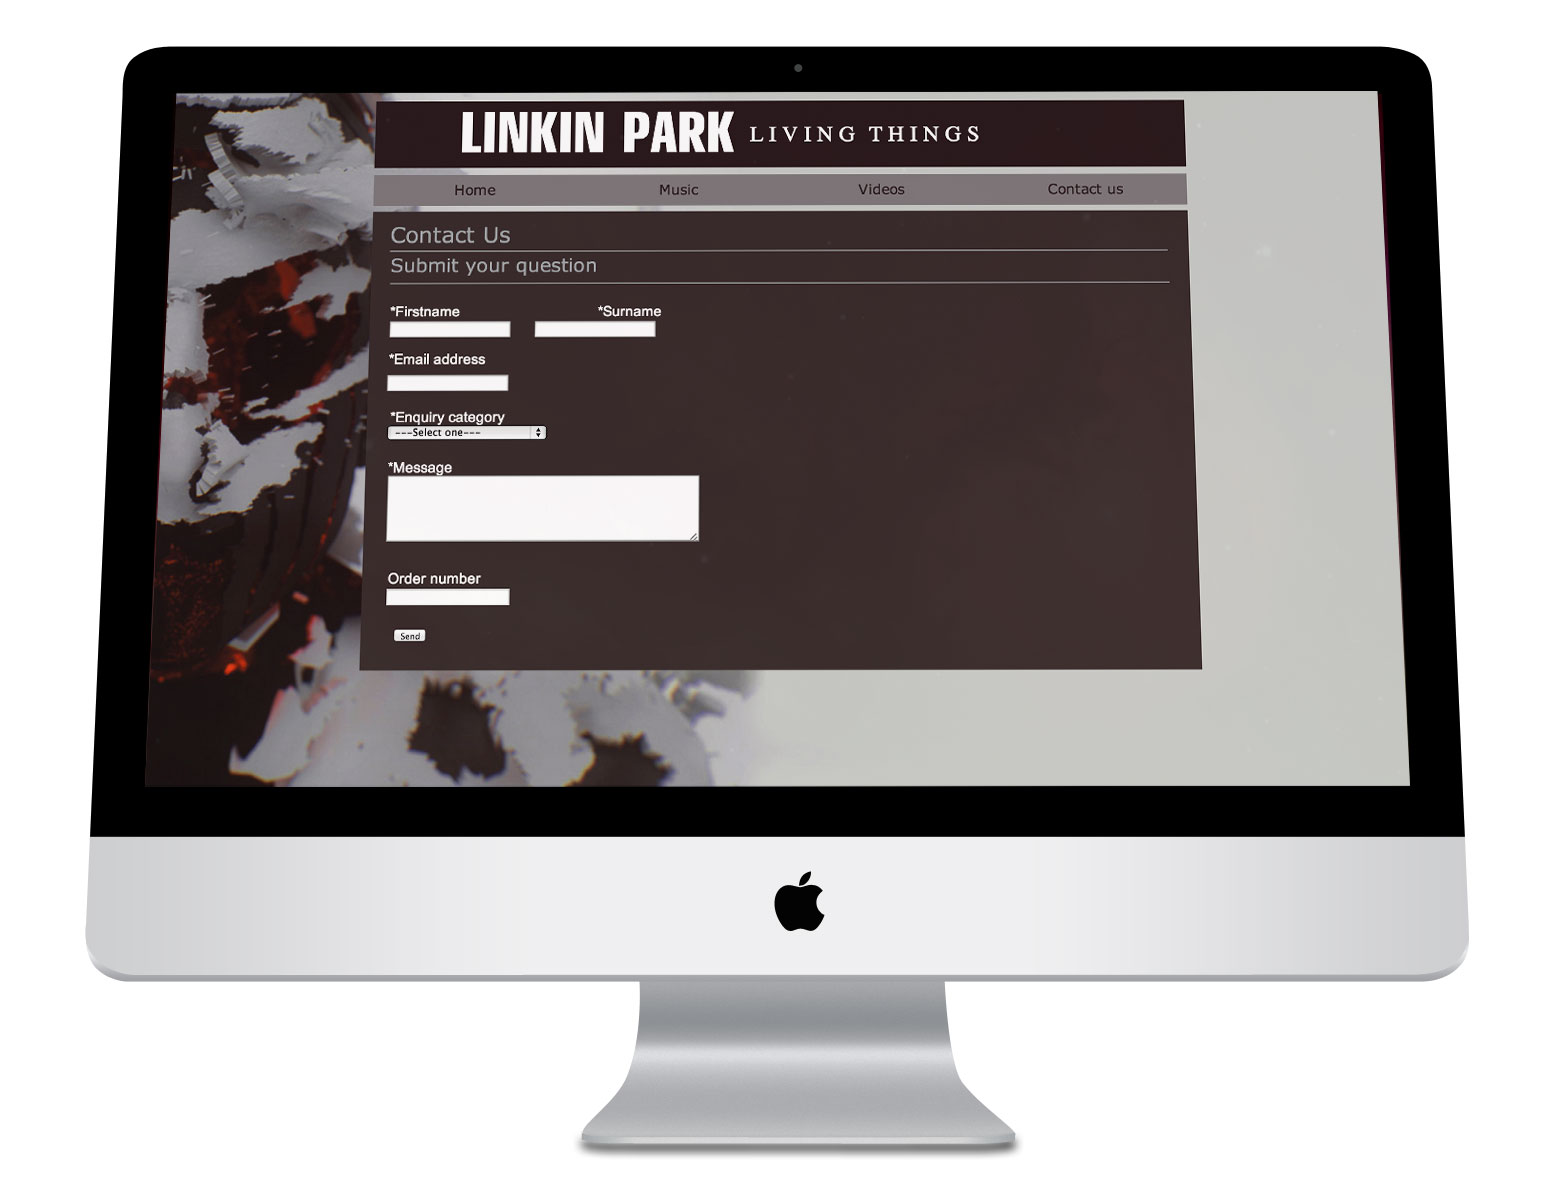 LINKIN PARK LIVING THINGS
Home Music Videos Contact us
Contact Us
Submit your question
*Firstname *Surname
*Email address
*Enquiry category
---Select one---
*Message
Order number
Send